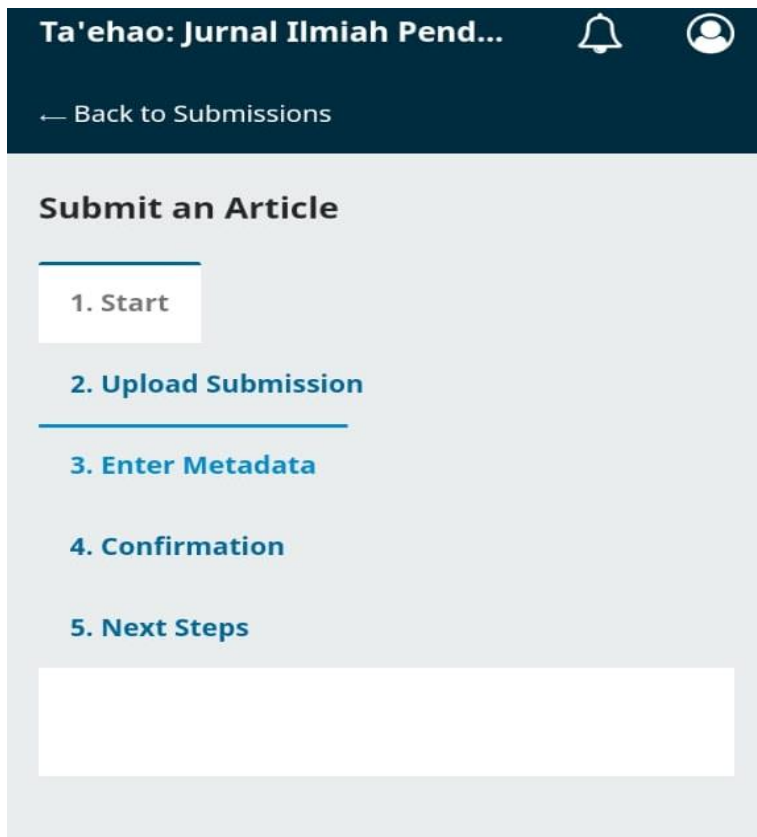 Ta'ehao: Jurnal Ilmiah Pend...
← Back to Submissions
Submit an Article
1. Start
2. Upload Submission
3. Enter Metadata
4. Confirmation
5. Next Steps